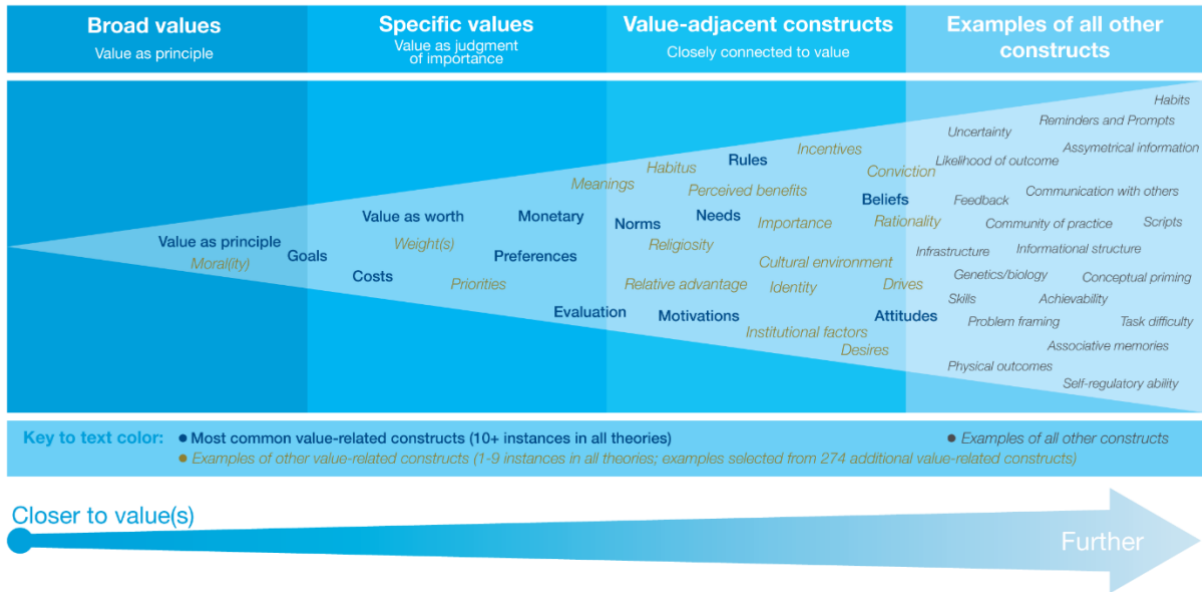 Broad values
Value as principle
Specific values
Value as judgment
of importance
Value-adjacent constructs
Closely connected to value
Examples of all other
constructs
Habits
Reminders and Prompts
Uncertainty
Assymetrical information
Incentives
Rules
Likelihood of outcome
Habitus
Conviction
Meanings
Perceived benefits
Communication with others
Beliefs
Feedback
Value as worth
Monetary
Norms
Needs
Importance
Rationality
Community of practice
Scripts
Value as principle
Weight(s)
Religiosity
Infrastructure
Informational structure
Moral(ity)
Goals
Preferences
Cultural environment
Costs
Priorities
Relative advantage
Identity
Drives
Genetics/biology
Conceptual priming
Skills
Achievability
Evaluation
Motivations
Attitudes
Problem framing
Task difficulty
Institutional factors
Desires
Associative memories
Physical outcomes
Self-regulatory ability
Key to text color:
● Most common value-related constructs (10+ instances in all theories)
● Examples of all other constructs
● Examples of other value-related constructs (1-9 instances in all theories; examples selected from 274 additional value-related constructs)
Closer to value(s)
Further